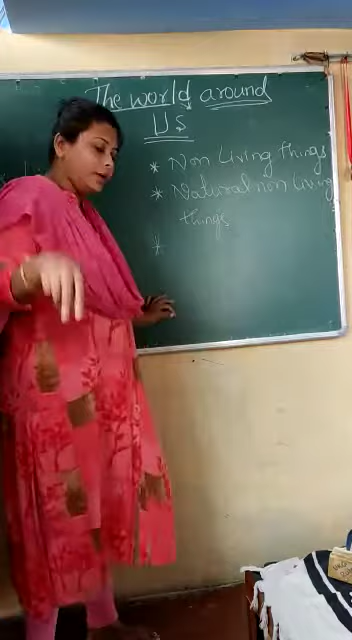 The World around
Us
* Non Living things
* Natural non living
things
*